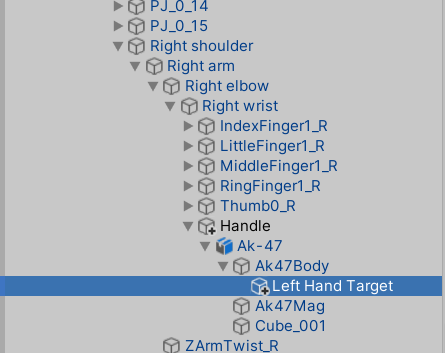 PJ_0_14
PJ_0_15
Right shoulder
Right arm
Right elbow
Right wrist
IndexFinger1_R
LittleFinger1_R
MiddleFinger1_R
RingFinger1_R
Thumb0_R
Handle
Ak-47
Ak47Body
Left Hand Target
Ak47Mag
Cube_001
ZArmTwist_R